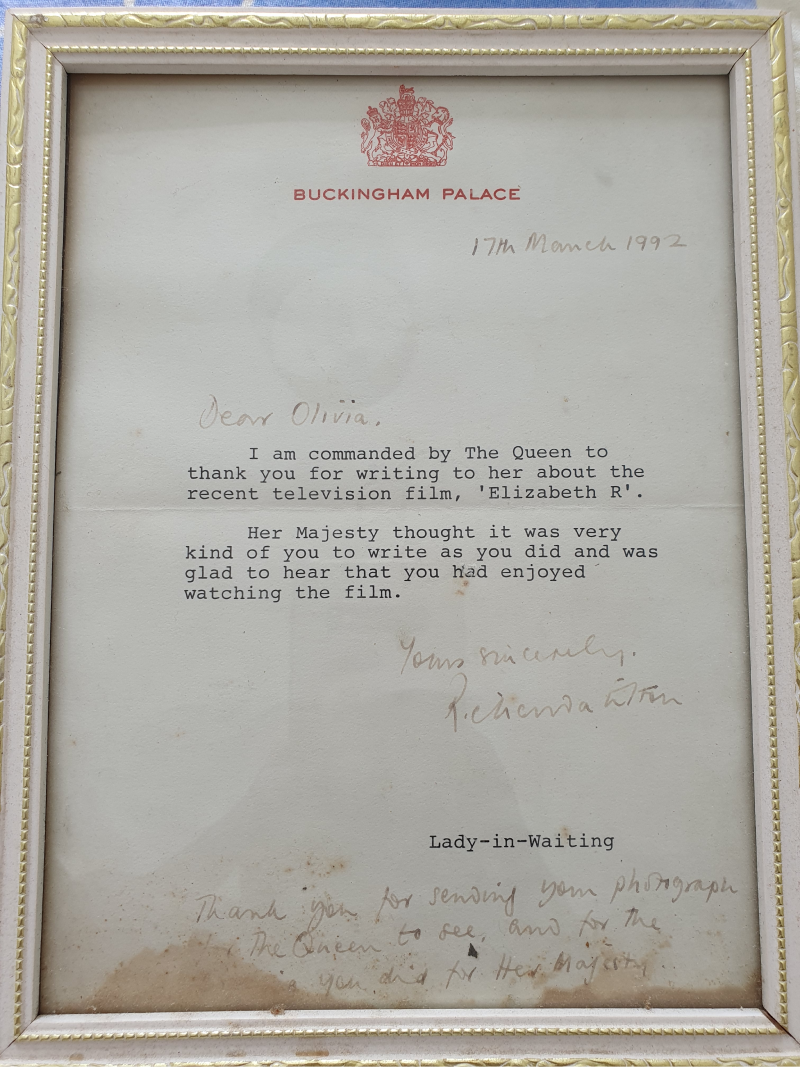 BUCKINGHAM PALACE
17th March 1992
Dear Olivia,
I am commanded by The Queen to
thank you for writing to her about the
recent television film, 'Elizabeth R'.
Her Majesty thought it was very
kind of you to write as you did and was
glad to hear that you had enjoyed
watching the film.
Yours sincerely,
Richenda Elton
Lady-in-Waiting
Thank you for sending your photograph
The Queen to see, and for the
you did for Her Majesty.